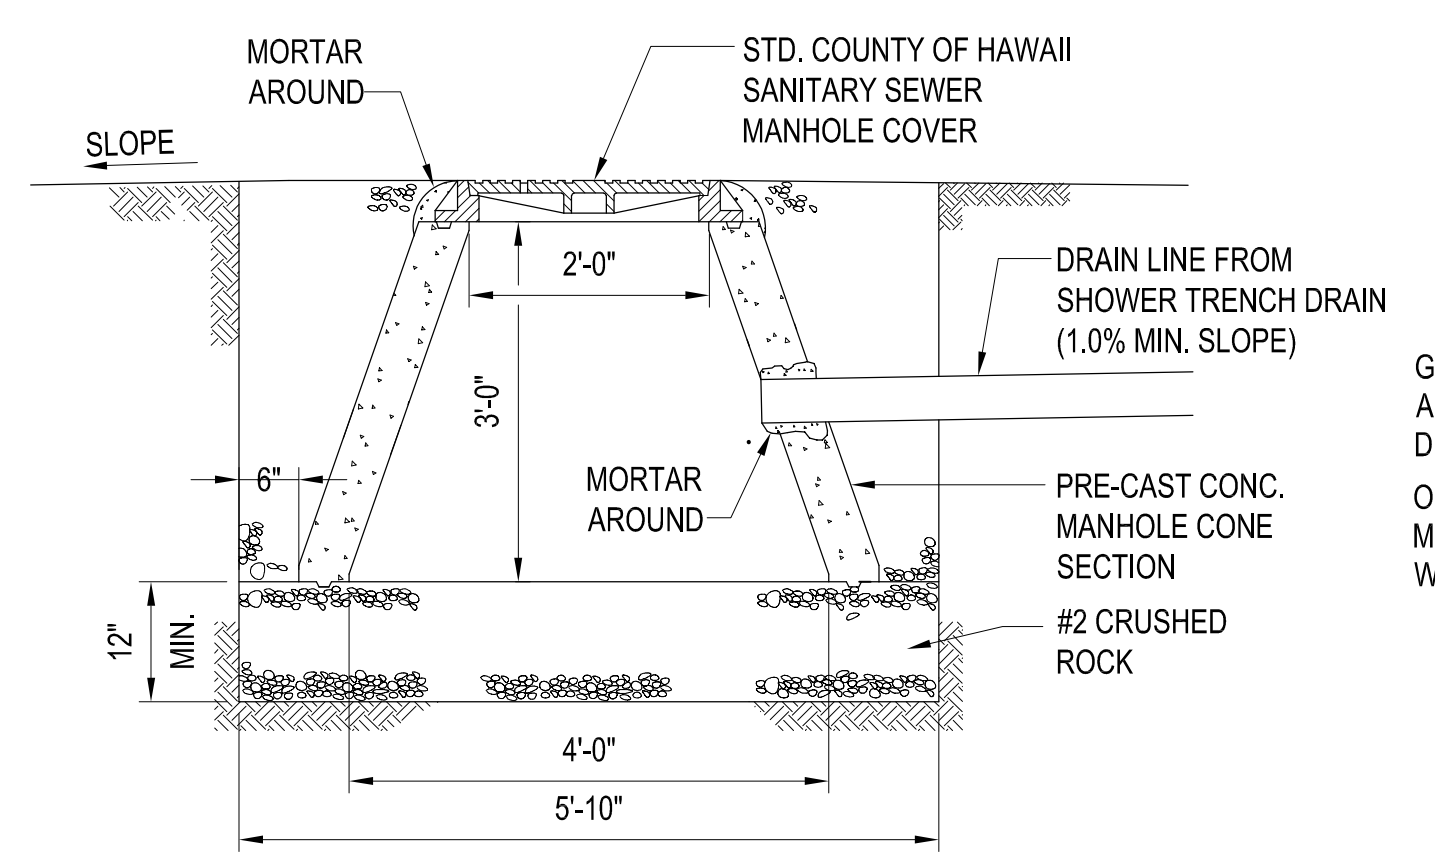 MORTAR
AROUND
STD. COUNTY OF HAWAII
SANITARY SEWER
MANHOLE COVER
SLOPE
2'-0"
DRAIN LINE FROM
SHOWER TRENCH DRAIN
(1.0% MIN. SLOPE)
3'-0"
G
A
D
O
M
W
6"
MORTAR
AROUND
PRE-CAST CONC.
MANHOLE CONE
SECTION
#2 CRUSHED
ROCK
12"
MIN.
4'-0"
5'-10"